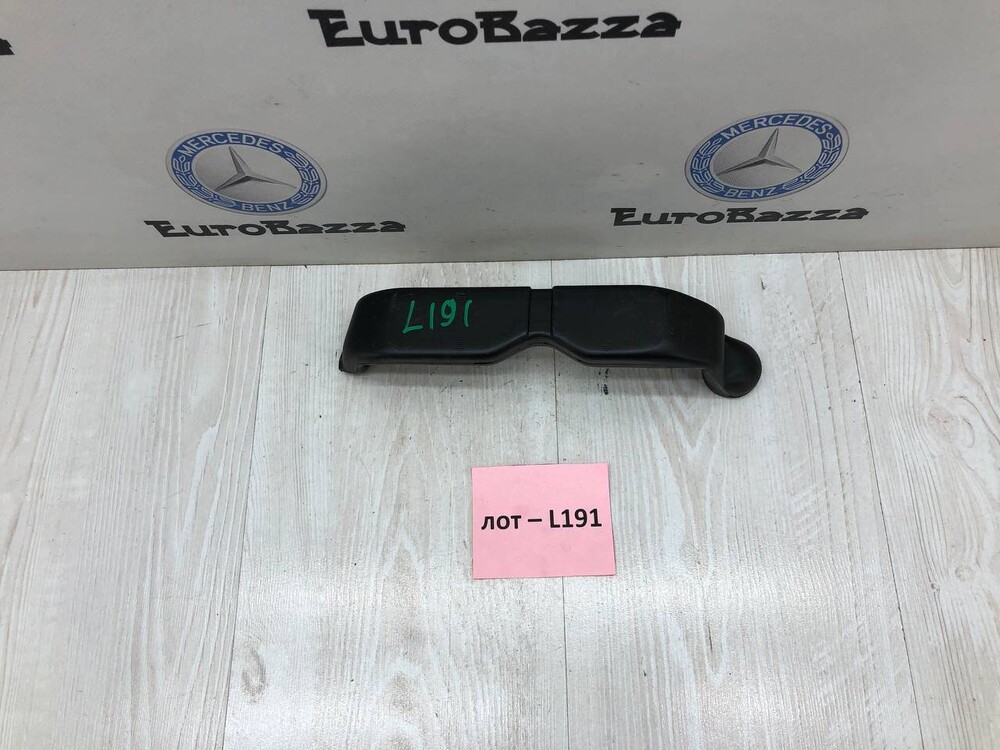 EuroBazza
MERCEDES
BENZ
EuroBazza
MERCEDES
BENZ
EuroBazza
L191
лот – L191